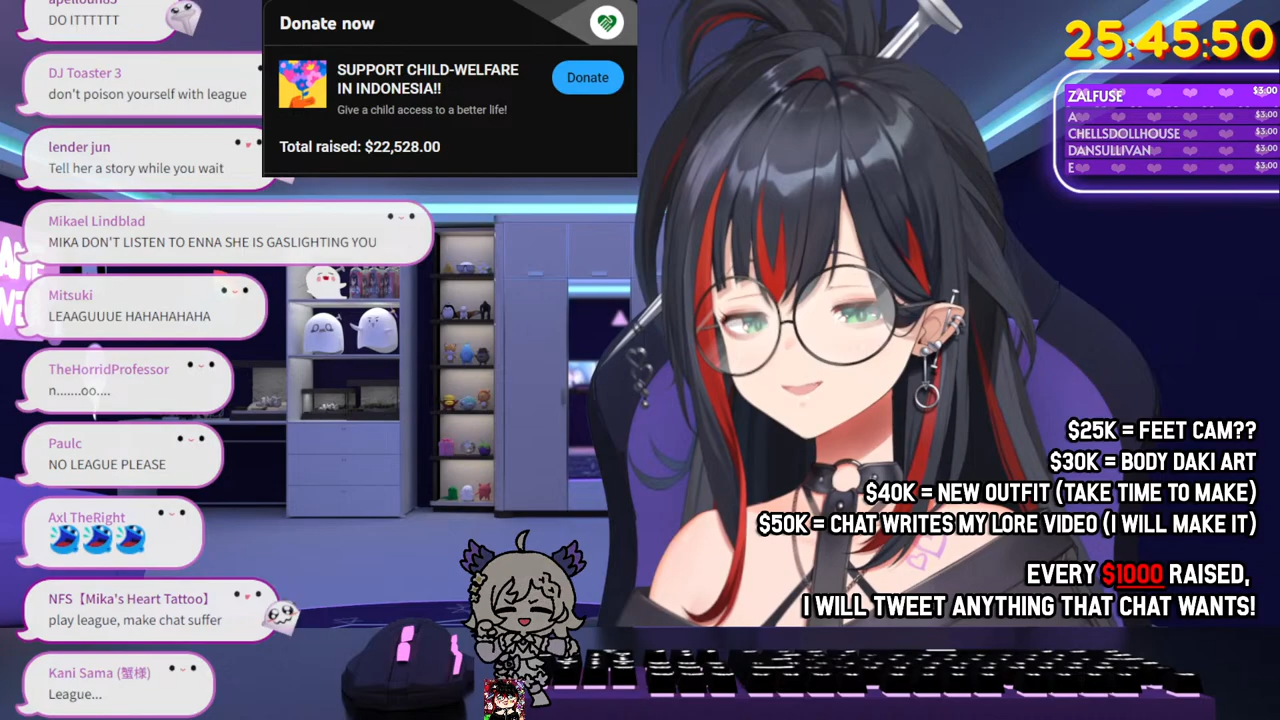 DO ITTTTTT
DJ Toaster 3
don't poison yourself with league
lender jun
Tell her a story while you wait
Mikael Lindblad
MIKA DON'T LISTEN TO ENNA SHE IS GASLIGHTING YOU
Mitsuki
LEAAGUUUE HAHAHAHAHA
TheHorridProfessor
n.......oo....
Paulc
NO LEAGUE PLEASE
Axl TheRight
NFS【Mika's Heart Tattoo】
play league, make chat suffer
Kani Sama (蟹様)
League...
Donate now
SUPPORT CHILD-WELFARE
IN INDONESIA!!
Donate
Give a child access to a better life!
Total raised: $22,528.00
25:45:50
ZALFUSE $3.00
A $3.00
CHELLSDOLLHOUSE $3.00
DANSULLIVAN $3.00
E $3.00
$25K = FEET CAM??
$30K = BODY DAKI ART
$40K = NEW OUTFIT (TAKE TIME TO MAKE)
$50K = CHAT WRITES MY LORE VIDEO (I WILL MAKE IT)
EVERY $1000 RAISED,
I WILL TWEET ANYTHING THAT CHAT WANTS!